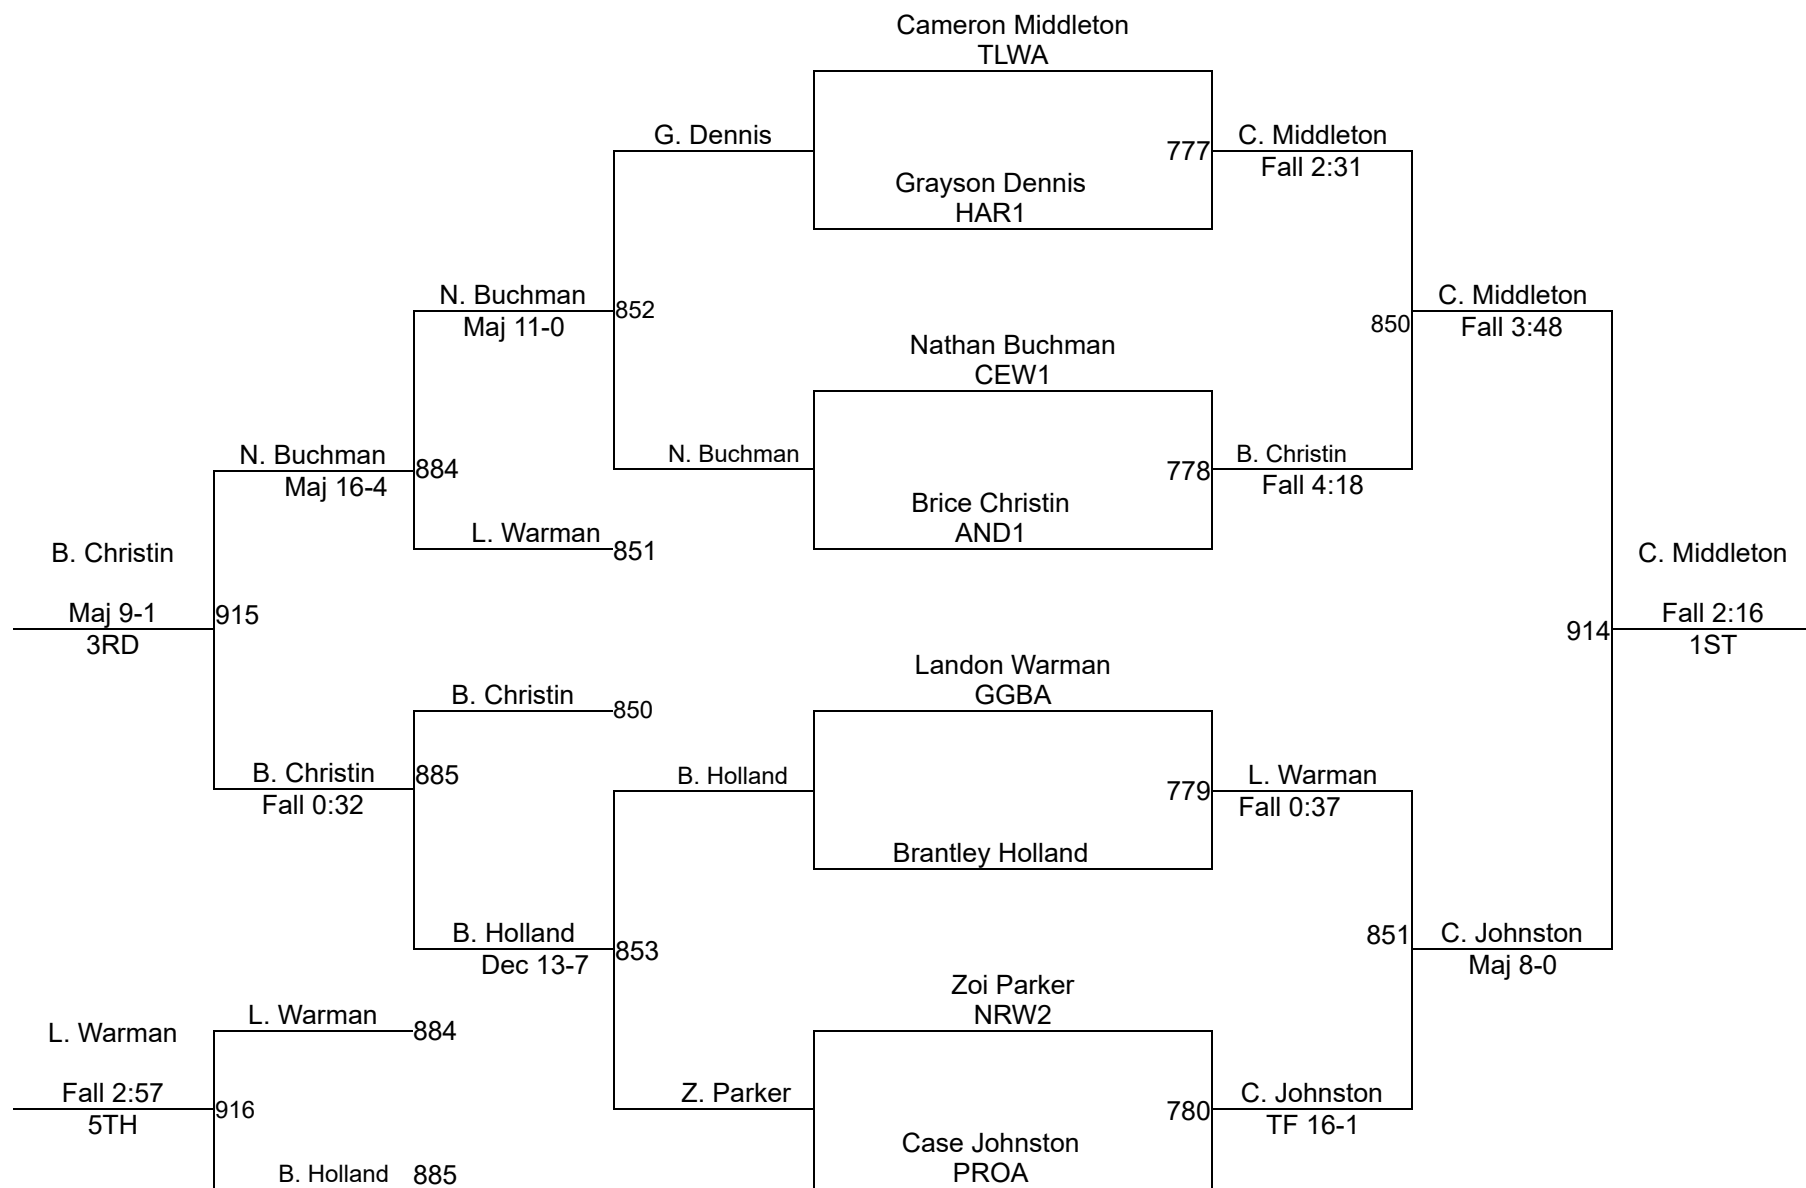 Cameron Middleton
TLWA
G. Dennis
777
C. Middleton
Fall 2:31
Grayson Dennis
HAR1
N. Buchman
Maj 11-0
852
C. Middleton
Fall 3:48
850
Nathan Buchman
CEW1
N. Buchman
Maj 16-4
884
N. Buchman
778
B. Christin
Fall 4:18
Brice Christin
AND1
L. Warman
851
B. Christin
Maj 9-1
3RD
915
C. Middleton
Fall 2:16
1ST
914
Landon Warman
GGBA
B. Christin
850
B. Christin
Fall 0:32
885
B. Holland
779
L. Warman
Fall 0:37
Brantley Holland
B. Holland
Dec 13-7
853
851
C. Johnston
Maj 8-0
Zoi Parker
NRW2
L. Warman
884
L. Warman
Fall 2:57
5TH
916
Z. Parker
780
C. Johnston
TF 16-1
Case Johnston
PROA
B. Holland
885